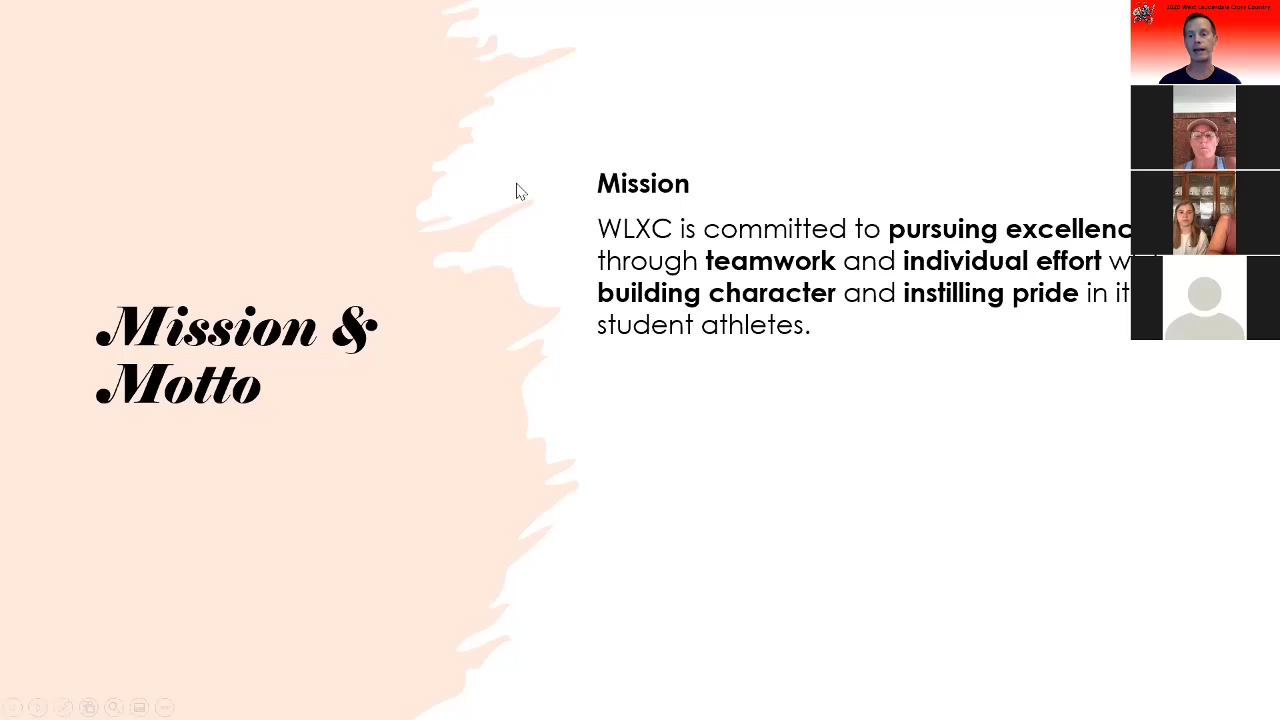 2020 West Lauderdale Cross Country
Mission
WLXC is committed to pursuing excellenc
through teamwork and individual effort w
building character and instilling pride in it
student athletes.
Mission &
Motto